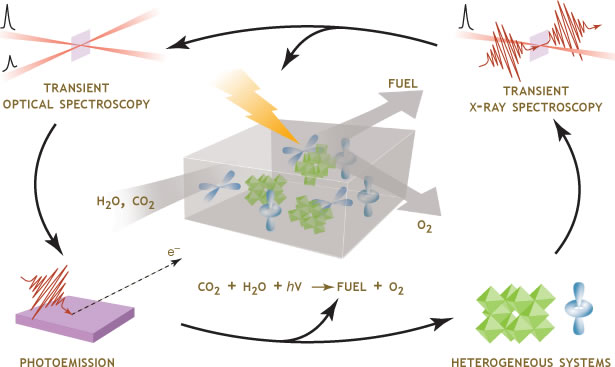 TRANSIENT
OPTICAL SPECTROSCOPY
TRANSIENT
X-RAY SPECTROSCOPY
FUEL
H₂O, CO₂
O₂
e⁻
CO₂ + H₂O + hν → FUEL + O₂
PHOTOEMISSION
HETEROGENEOUS SYSTEMS